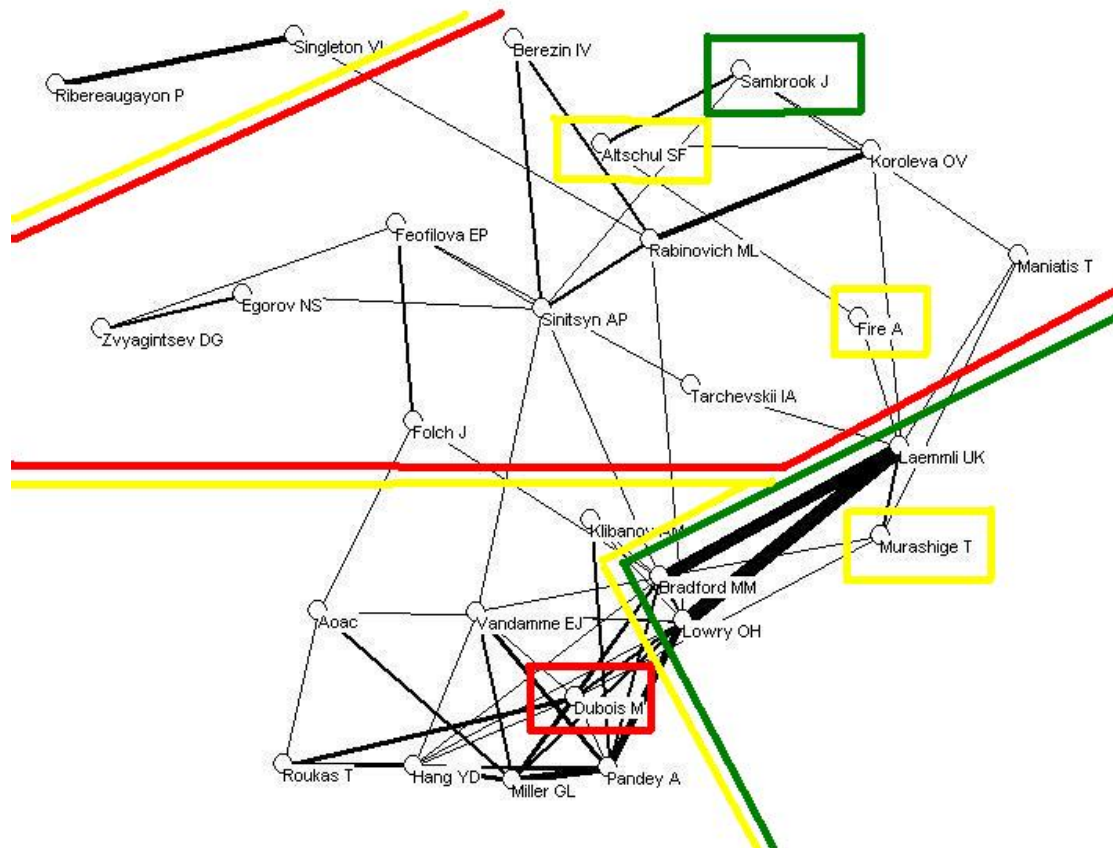 Singleton VL
Berezin IV
Ribereaugayon P
Sambrook J
Altschul SF
Koroleva OV
Feofilova EP
Rabinovich ML
Maniatis T
Egorov NS
Sinitsyn AP
Fire A
Zvyagintsev DG
Tarchevskii IA
Folch J
Laemmli UK
Klibanov AM
Murashige T
Bradford MM
Aoac
Vandamme EJ
Lowry OH
Dubois M
Roukas T
Hang YD
Miller GL
Pandey A